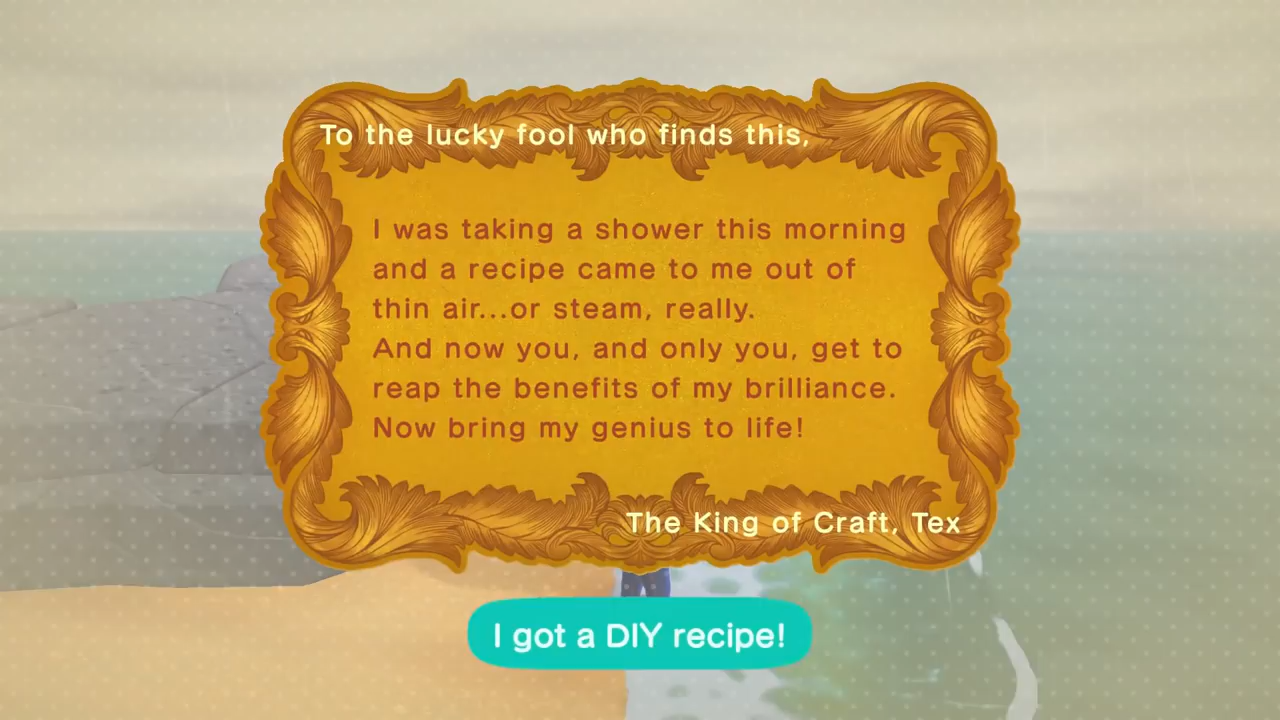 To the lucky fool who finds this,
I was taking a shower this morning
and a recipe came to me out of
thin air...or steam, really.
And now you, and only you, get to
reap the benefits of my brilliance.
Now bring my genius to life!
The King of Craft, Tex
I got a DIY recipe!